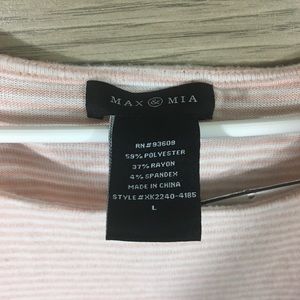 MAX & MIA
RN#93609
59% POLYESTER
37% RAYON
4% SPANDEX
MADE IN CHINA
STYLE#XK2240-4185
L